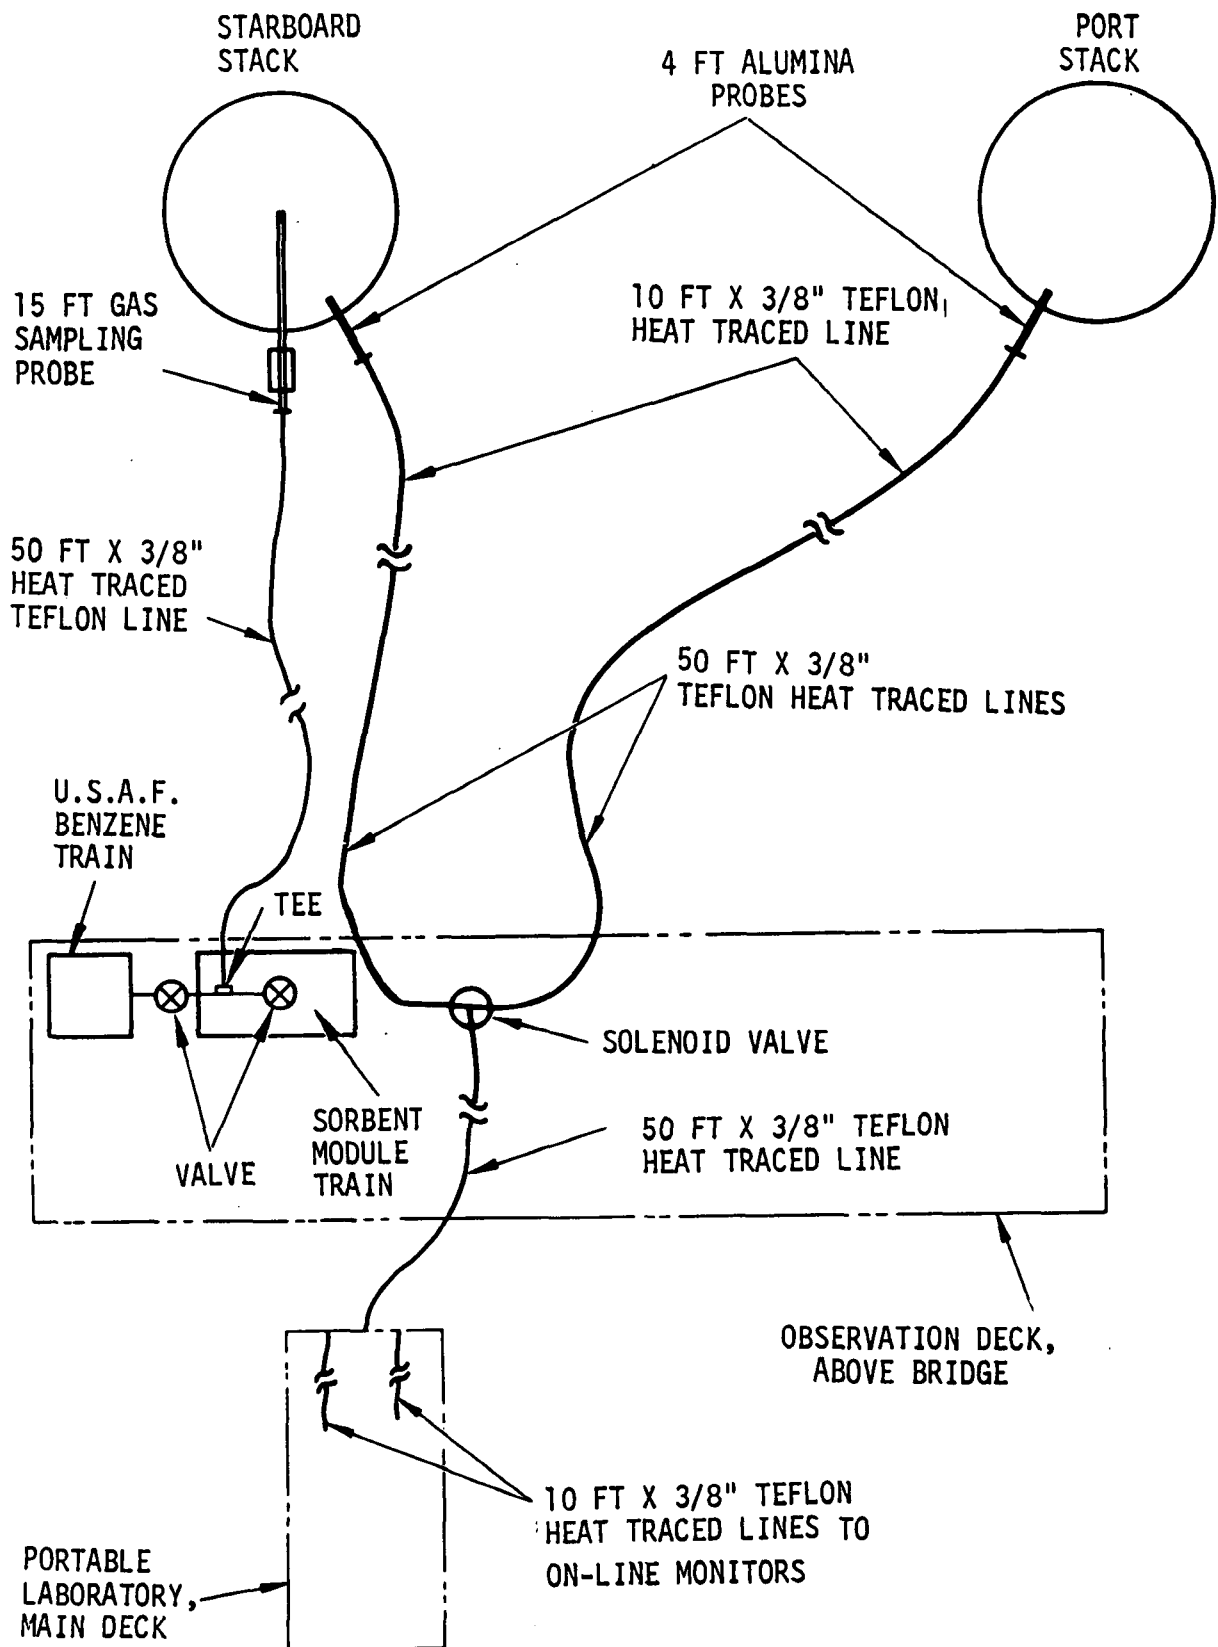 STARBOARD
STACK
4 FT ALUMINA
PROBES
PORT
STACK
15 FT GAS
SAMPLING
PROBE
10 FT X 3/8" TEFLON
HEAT TRACED LINE
50 FT X 3/8"
HEAT TRACED
TEFLON LINE
50 FT X 3/8"
TEFLON HEAT TRACED LINES
U.S.A.F.
BENZENE
TRAIN
TEE
SOLENOID VALVE
VALVE
SORBENT
MODULE
TRAIN
50 FT X 3/8" TEFLON
HEAT TRACED LINE
OBSERVATION DECK,
ABOVE BRIDGE
10 FT X 3/8" TEFLON
HEAT TRACED LINES TO
ON-LINE MONITORS
PORTABLE
LABORATORY,
MAIN DECK